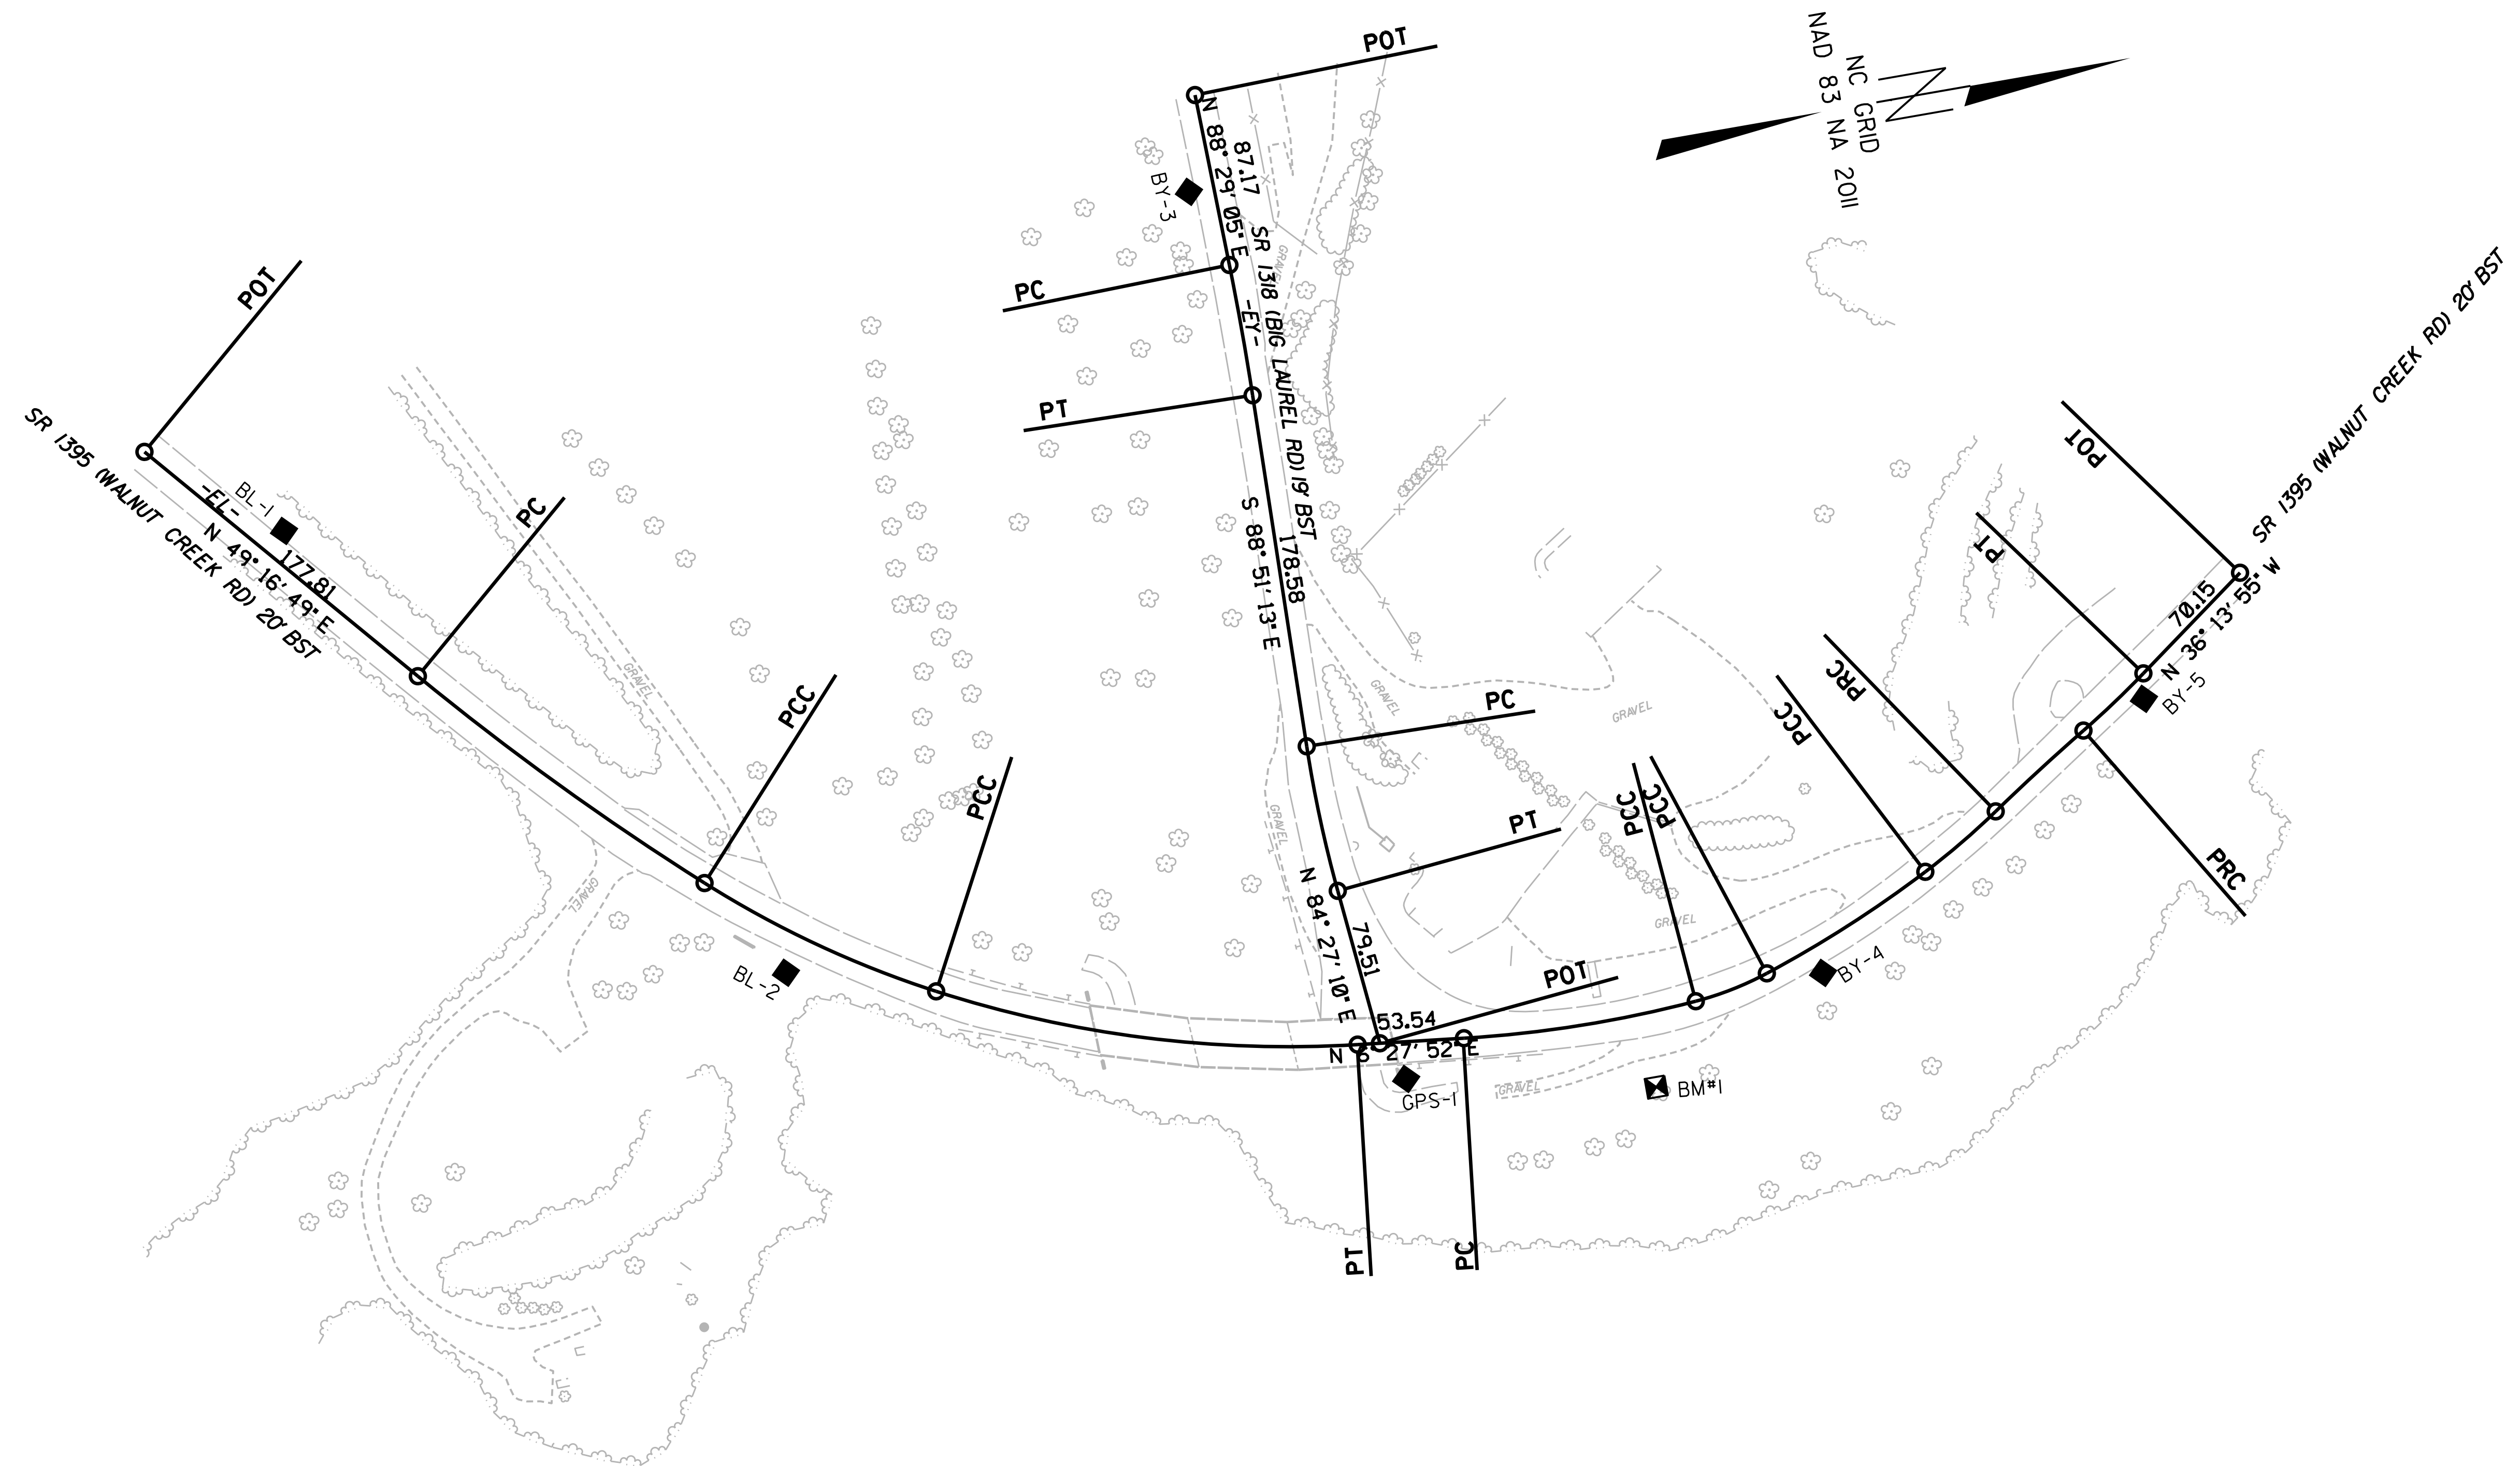 POT
NC GRID
NAD 83 NA 2011
N 88° 29' 05" E
87.17
BY-3
SR 1318 (BIG LAUREL RD) 19' BST
GRAVEL
PC
-EY-
PT
S 88° 51' 13" E
178.58
POT
SR 1395 (WALNUT CREEK RD) 20' BST
-EL-
BL-1
N 49° 16' 49" E
177.81
PC
GRAVEL
PCC
PCC
GRAVEL
BL-2
GRAVEL
GRAVEL
PC
PT
N 84° 27' 10" E
79.51
POT
53.54
N 6° 27' 52" E
GPS-1
GRAVEL
PT
PC
BM#1
GRAVEL
GRAVEL
PCC
PCC
PCC
BY-4
PRC
PRC
PT
POT
70.15
N 36° 13' 55" W
BY-5
SR 1395 (WALNUT CREEK RD) 20' BST